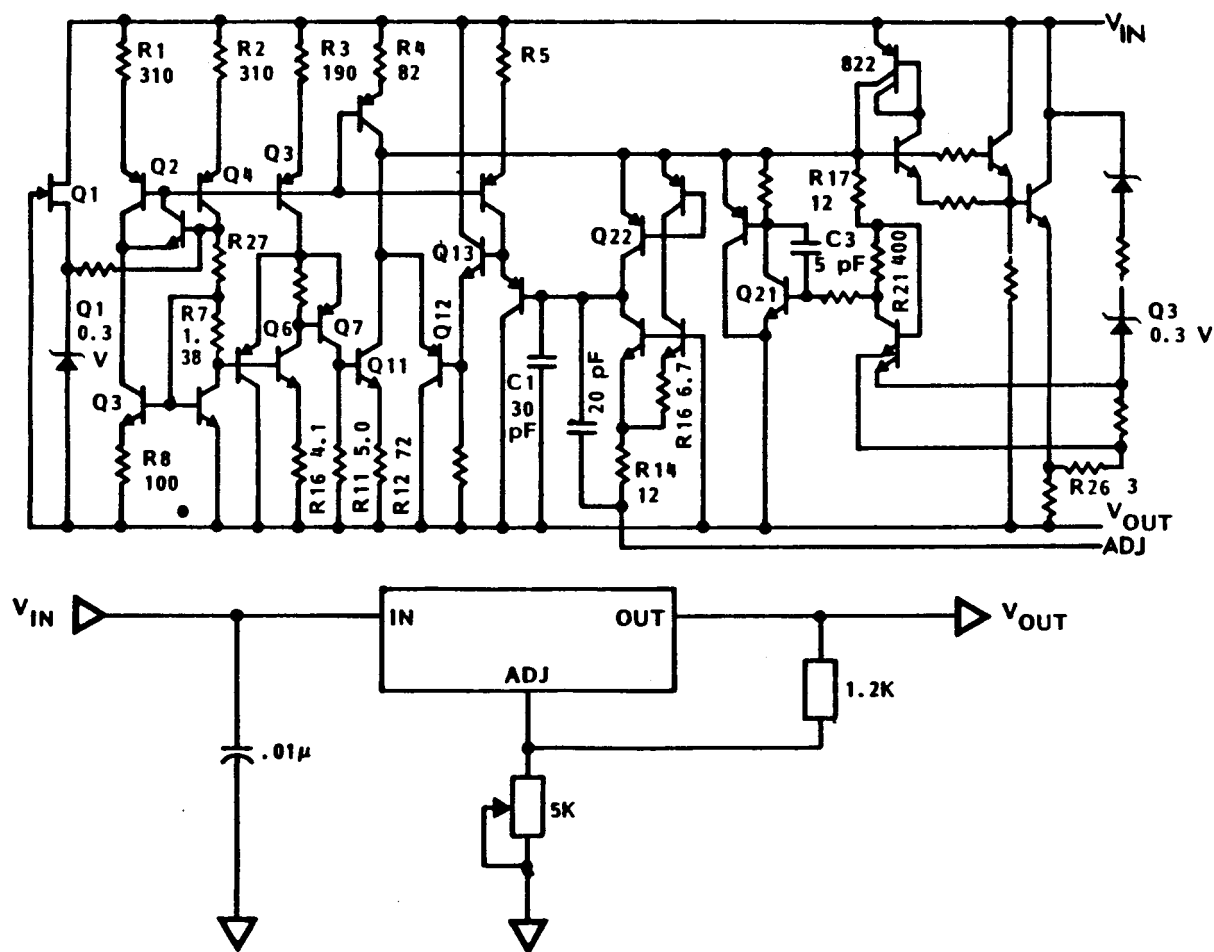 VIN
R1
310
R2
310
R3
190
R4
82
R5
822
Q2
Q4
Q3
Q1
R27
Q13
Q22
R17
12
C3
5 pF
R21 400
Q21
Q1
0.3
V
R7
1.
38
Q6
Q7
Q12
Q11
Q3
0.3 V
C1
30
pF
20 pF
R16 6.7
Q3
R8
100
R16 4.1
R11 5.0
R12 72
R14
12
R26 3
VOUT
ADJ
VIN
IN
OUT
ADJ
VOUT
1.2K
.01μ
5K